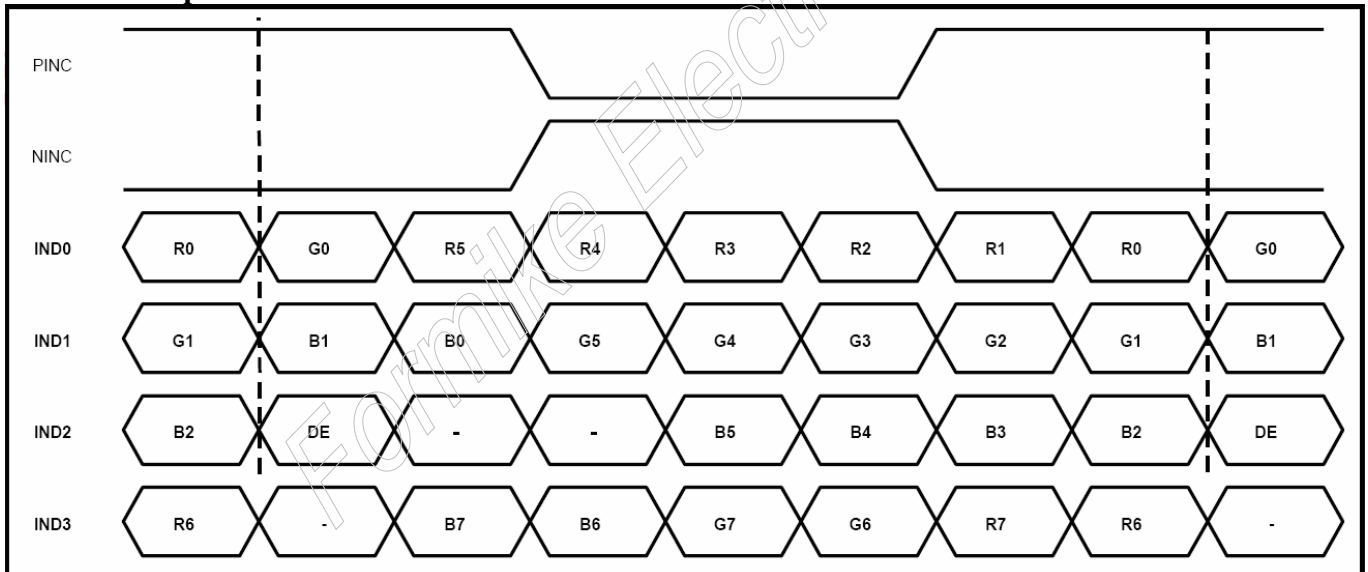 PINC
NINC
IND0 R0 G0 R5 R4 R3 R2 R1 R0 G0
IND1 G1 B1 B0 G5 G4 G3 G2 G1 B1
IND2 B2 DE - - B5 B4 B3 B2 DE
IND3 R6 - B7 B6 G7 G6 R7 R6 -
Formike